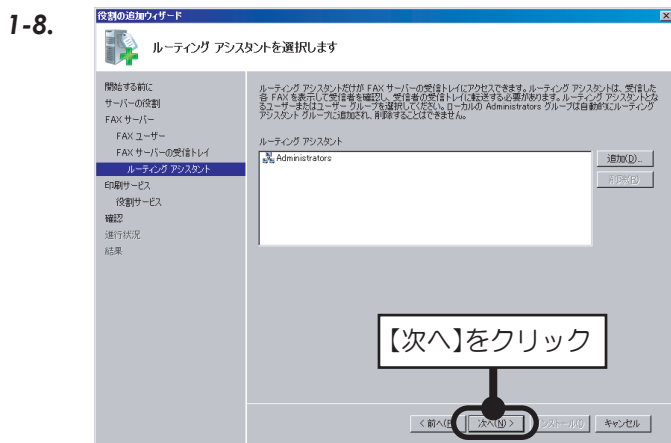 1-8.
役割の追加ウィザード
ルーティング アシスタントを選択します
開始する前に
サーバーの役割
FAX サーバー
FAX ユーザー
FAX サーバーの受信トレイ
ルーティング アシスタント
印刷サービス
役割サービス
確認
進行状況
結果
ルーティング アシスタントだけが FAX サーバーの受信トレイにアクセスできます。ルーティング アシスタントは、受信した
各 FAX を表示して受信者を確認し、受信者の受信トレイに転送する必要があります。ルーティング アシスタントとな
るユーザーまたはユーザー グループを選択してください。ローカルの Administrators グループは自動的にルーティング
アシスタント グループに追加され、削除することはできません。
ルーティング アシスタント
Administrators
追加(D)...
削除(R)
【次へ】をクリック
< 前へ(P)
次へ(N) >
ストール(I)
キャンセル